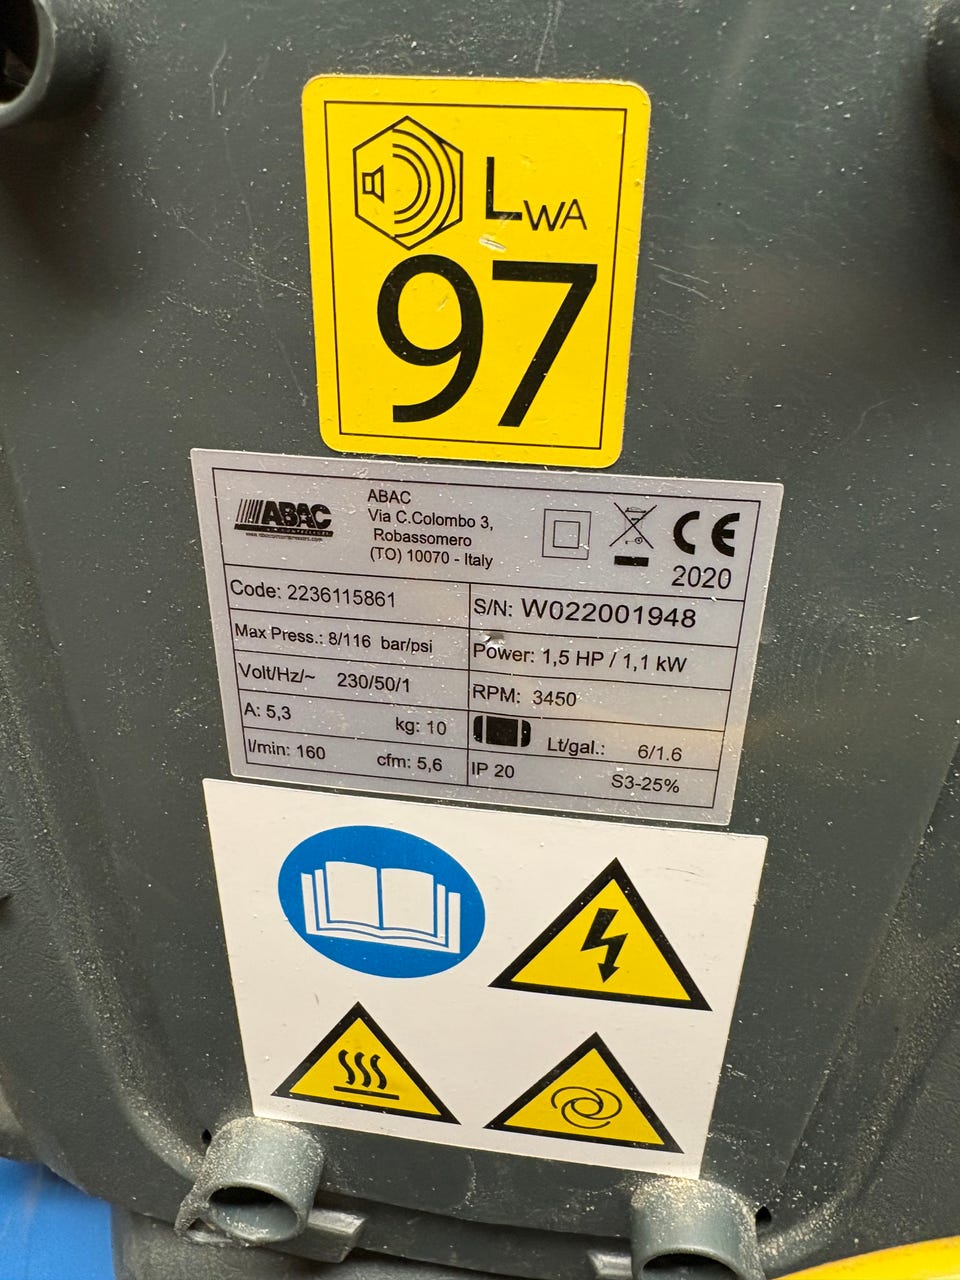 LWA
97
ABAC
ABAC
Via C.Colombo 3,
Robassomero
(TO) 10070 - Italy
CE
2020
Code: 2236115861
S/N: W022001948
Max Press.: 8/116 bar/psi
Power: 1,5 HP / 1,1 kW
Volt/Hz/~ 230/50/1
RPM: 3450
A: 5,3
kg: 10
Lt/gal.: 6/1.6
l/min: 160
cfm: 5,6
IP 20
S3-25%